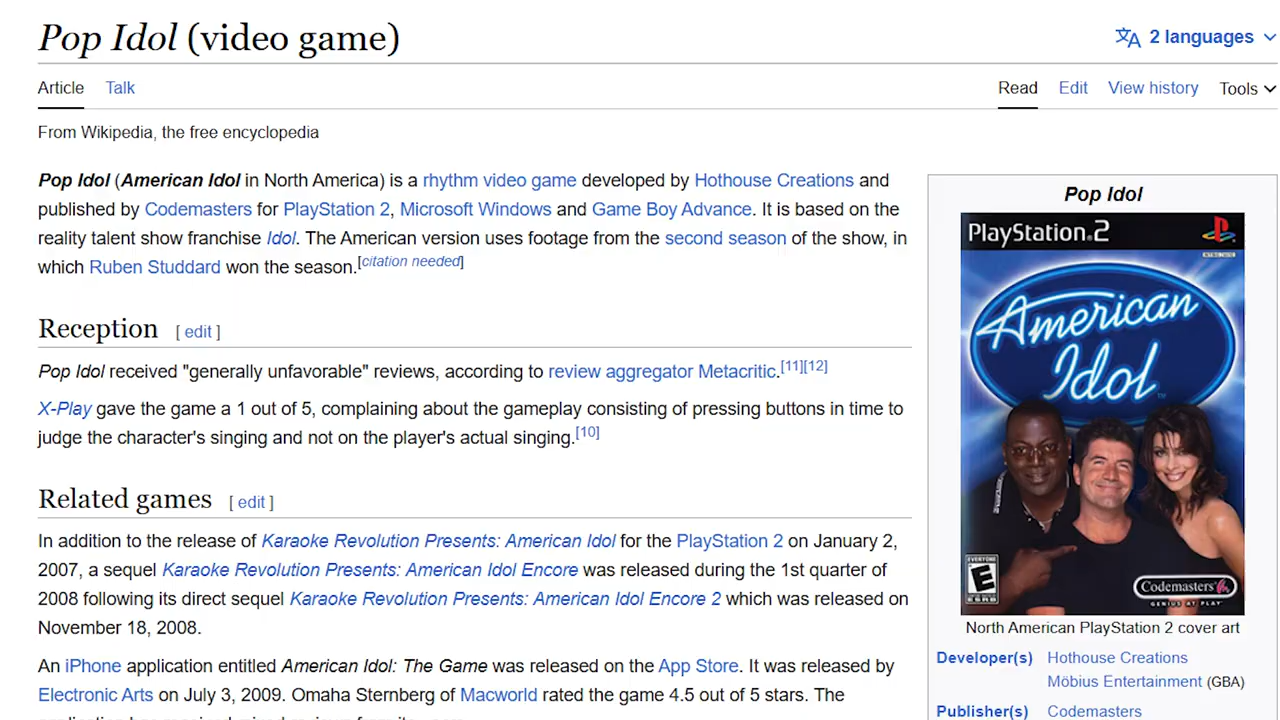 Pop Idol (video game)
2 languages
Article Talk
Read Edit View history Tools
From Wikipedia, the free encyclopedia
Pop Idol (American Idol in North America) is a rhythm video game developed by Hothouse Creations and
published by Codemasters for PlayStation 2, Microsoft Windows and Game Boy Advance. It is based on the
reality talent show franchise Idol. The American version uses footage from the second season of the show, in
which Ruben Studdard won the season.[citation needed]
Reception [ edit ]
Pop Idol received "generally unfavorable" reviews, according to review aggregator Metacritic.[11][12]
X-Play gave the game a 1 out of 5, complaining about the gameplay consisting of pressing buttons in time to
judge the character's singing and not on the player's actual singing.[10]
Related games [ edit ]
In addition to the release of Karaoke Revolution Presents: American Idol for the PlayStation 2 on January 2,
2007, a sequel Karaoke Revolution Presents: American Idol Encore was released during the 1st quarter of
2008 following its direct sequel Karaoke Revolution Presents: American Idol Encore 2 which was released on
November 18, 2008.
An iPhone application entitled American Idol: The Game was released on the App Store. It was released by
Electronic Arts on July 3, 2009. Omaha Sternberg of Macworld rated the game 4.5 out of 5 stars. The
Pop Idol
PlayStation.2
American
Idol
TM
EVERYONE
E
ESRB
Codemasters
GENIUS AT PLAY
North American PlayStation 2 cover art
Developer(s) Hothouse Creations
Möbius Entertainment (GBA)
Publisher(s) Codemasters